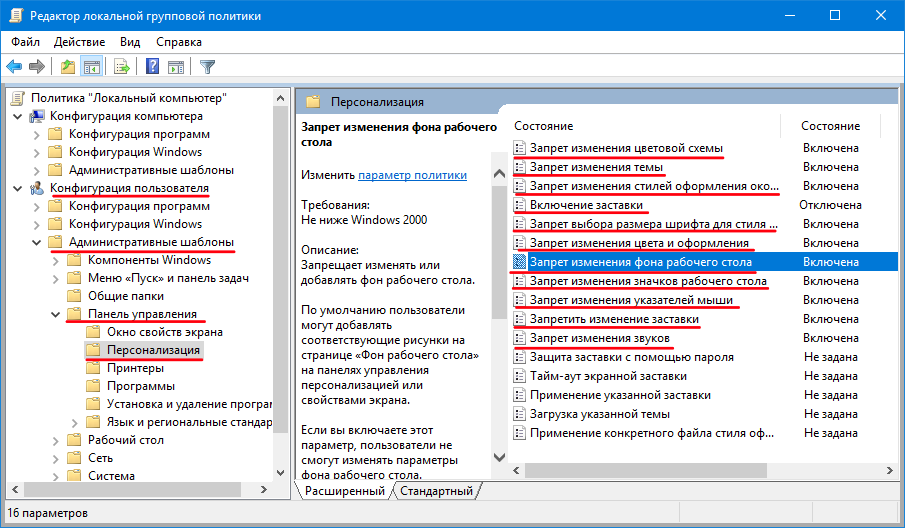 Редактор локальной групповой политики
Файл Действие Вид Справка
Политика "Локальный компьютер"
Конфигурация компьютера
Конфигурация программ
Конфигурация Windows
Административные шаблоны
Конфигурация пользователя
Конфигурация программ
Конфигурация Windows
Административные шаблоны
Компоненты Windows
Меню «Пуск» и панель задач
Общие папки
Панель управления
Окно свойств экрана
Персонализация
Принтеры
Программы
Установка и удаление програм
Язык и региональные стандар
Рабочий стол
Сеть
Система
Персонализация
Запрет изменения фона рабочего
стола
Изменить параметр политики
Требования:
Не ниже Windows 2000
Описание:
Запрещает изменять или
добавлять фон рабочего стола.
По умолчанию пользователи
могут добавлять
соответствующие рисунки на
странице «Фон рабочего стола»
на панелях управления
персонализацией или
свойствами экрана.
Если вы включаете этот
параметр, пользователи не
смогут изменять параметры
фона рабочего стола.
Состояние Состояние
Запрет изменения цветовой схемы Включена
Запрет изменения темы Включена
Запрет изменения стилей оформления око... Включена
Включение заставки Отключена
Запрет выбора размера шрифта для стиля ... Включена
Запрет изменения цвета и оформления Включена
Запрет изменения фона рабочего стола Включена
Запрет изменения значков рабочего стола Включена
Запрет изменения указателей мыши Включена
Запретить изменение заставки Включена
Запрет изменения звуков Включена
Защита заставки с помощью пароля Не задана
Тайм-аут экранной заставки Не задана
Применение указанной заставки Не задана
Загрузка указанной темы Не задана
Применение конкретного файла стиля оф... Не задана
Расширенный Стандартный
16 параметров